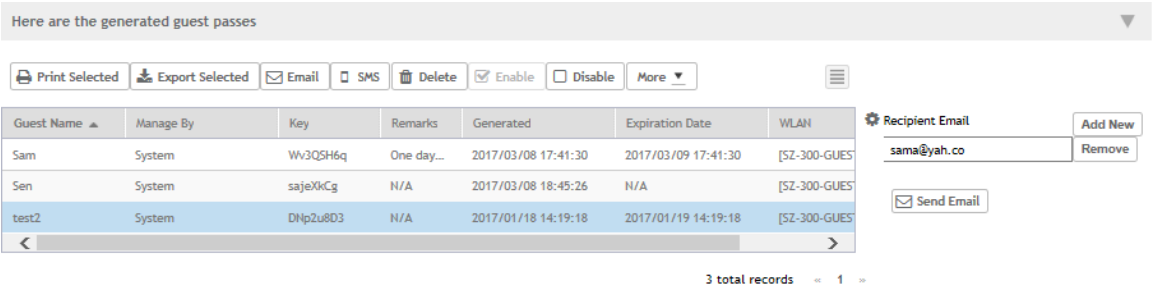 Here are the generated guest passes
Print Selected Export Selected Email SMS Delete Enable Disable More
Guest Name Manage By Key Remarks Generated Expiration Date WLAN
Sam System Wv3QSH6q One day... 2017/03/08 17:41:30 2017/03/09 17:41:30 [SZ-300-GUEST
Sen System sajeXkCg N/A 2017/03/08 18:45:26 N/A [SZ-300-GUEST
test2 System DNp2u8D3 N/A 2017/01/18 14:19:18 2017/01/19 14:19:18 [SZ-300-GUES
3 total records « 1 »
Recipient Email Add New
sama@yah.co Remove
Send Email